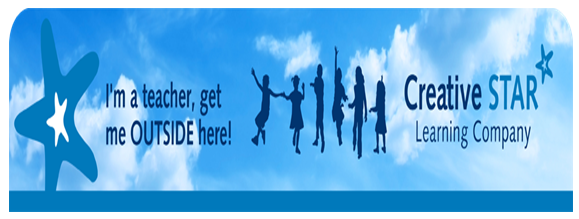 I'm a teacher, get
me OUTSIDE here!
Creative STAR
Learning Company